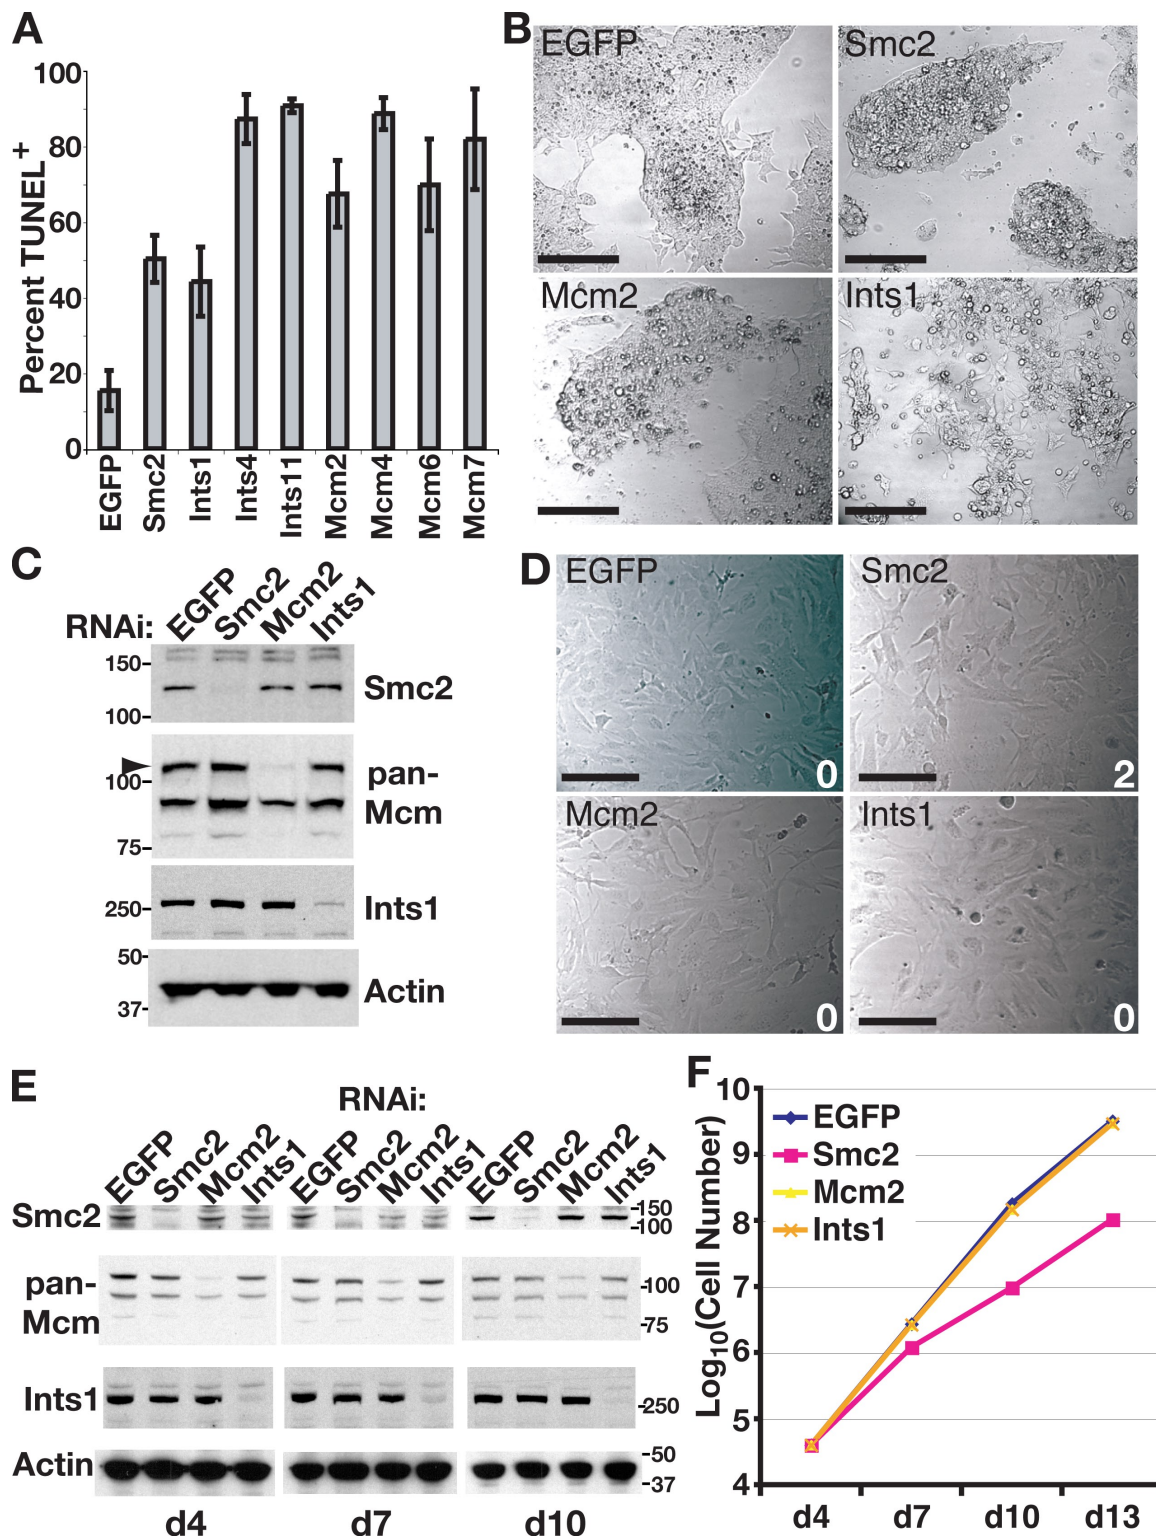 A
Percent TUNEL+
100
80
60
40
20
0
EGFP
Smc2
Ints1
Ints4
Ints11
Mcm2
Mcm4
Mcm6
Mcm7
B
EGFP
Smc2
Mcm2
Ints1
C
RNAi:
EGFP
Smc2
Mcm2
Ints1
150-
100-
Smc2
100-
75-
pan-
Mcm
250-
Ints1
50-
37-
Actin
D
EGFP
0
Smc2
2
Mcm2
0
Ints1
0
E
RNAi:
EGFP Smc2 Mcm2 Ints1 EGFP Smc2 Mcm2 Ints1 EGFP Smc2 Mcm2 Ints1
Smc2
-150
-100
pan-
Mcm
-100
-75
Ints1
-250
Actin
-50
-37
d4 d7 d10
F
Log10(Cell Number)
10
9
8
7
6
5
4
EGFP
Smc2
Mcm2
Ints1
d4 d7 d10 d13